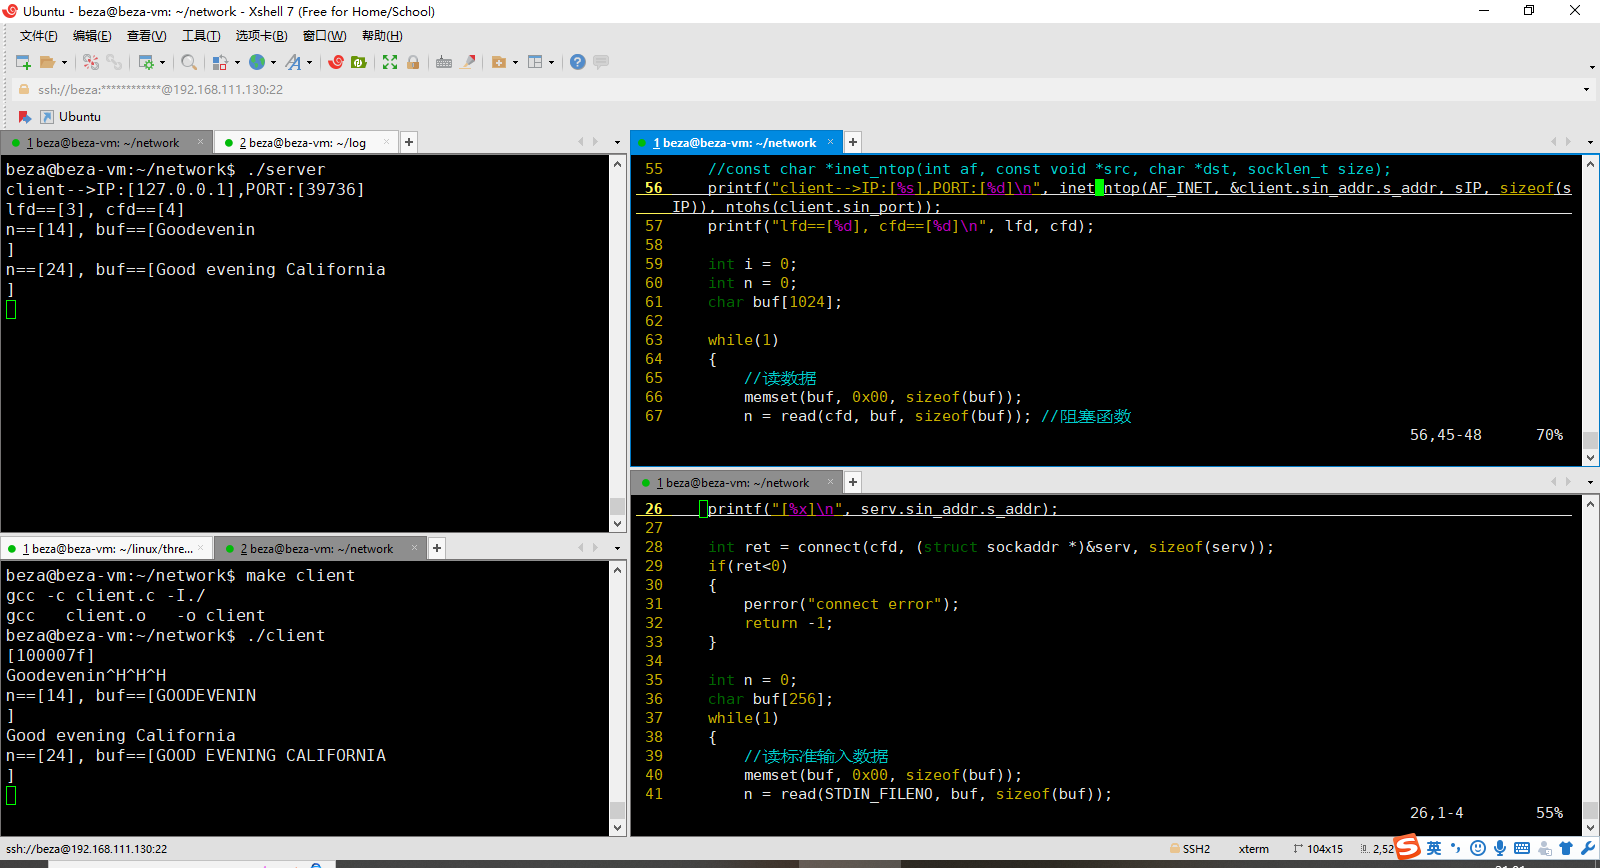 Ubuntu - beza@beza-vm: ~/network - Xshell 7 (Free for Home/School)
文件(F) 编辑(E) 查看(V) 工具(T) 选项卡(B) 窗口(W) 帮助(H)
ssh://beza:************@192.168.111.130:22
Ubuntu
1 beza@beza-vm: ~/network × 2 beza@beza-vm: ~/log × +
beza@beza-vm:~/network$ ./server
client-->IP:[127.0.0.1],PORT:[39736]
lfd==[3], cfd==[4]
n==[14], buf==[Goodevenin
]
n==[24], buf==[Good evening California
]
1 beza@beza-vm: ~/linux/thre... × 2 beza@beza-vm: ~/network × +
beza@beza-vm:~/network$ make client
gcc -c client.c -I./
gcc   client.o   -o client
beza@beza-vm:~/network$ ./client
[100007f]
Goodevenin^H^H^H
n==[14], buf==[GOODEVENIN
]
Good evening California
n==[24], buf==[GOOD EVENING CALIFORNIA
]
1 beza@beza-vm: ~/network × +
55     //const char *inet_ntop(int af, const void *src, char *dst, socklen_t size);
56     printf("client-->IP:[%s],PORT:[%d]\n", inet_ntop(AF_INET, &client.sin_addr.s_addr, sIP, sizeof(s
IP)), ntohs(client.sin_port));
57     printf("lfd==[%d], cfd==[%d]\n", lfd, cfd);
58
59     int i = 0;
60     int n = 0;
61     char buf[1024];
62
63     while(1)
64     {
65         //读数据
66         memset(buf, 0x00, sizeof(buf));
67         n = read(cfd, buf, sizeof(buf)); //阻塞函数
56,45-48      70%
1 beza@beza-vm: ~/network × +
26     printf("[%x]\n", serv.sin_addr.s_addr);
27
28     int ret = connect(cfd, (struct sockaddr *)&serv, sizeof(serv));
29     if(ret<0)
30     {
31         perror("connect error");
32         return -1;
33     }
34
35     int n = 0;
36     char buf[256];
37     while(1)
38     {
39         //读标准输入数据
40         memset(buf, 0x00, sizeof(buf));
41         n = read(STDIN_FILENO, buf, sizeof(buf));
26,1-4        55%
ssh://beza@192.168.111.130:22 SSH2 xterm 104x15 2,52 英